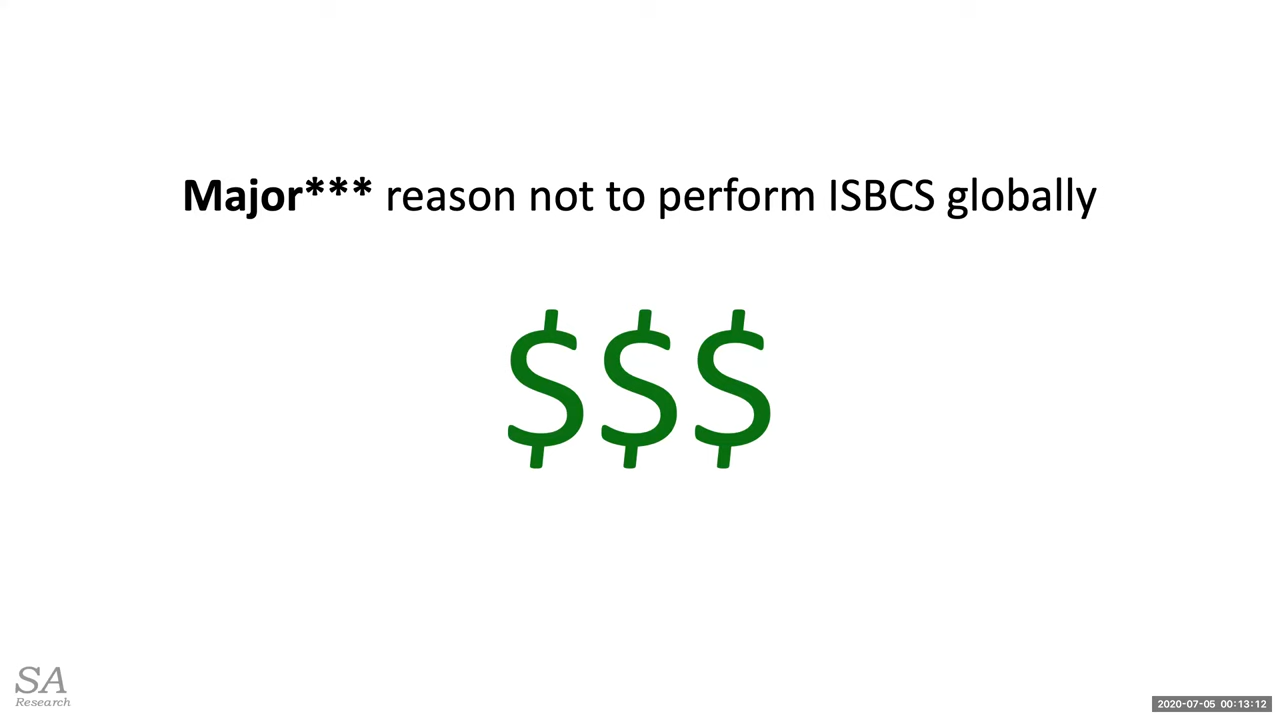 Major*** reason not to perform ISBCS globally
$$$
SA
Research
2020-07-05 00:13:12